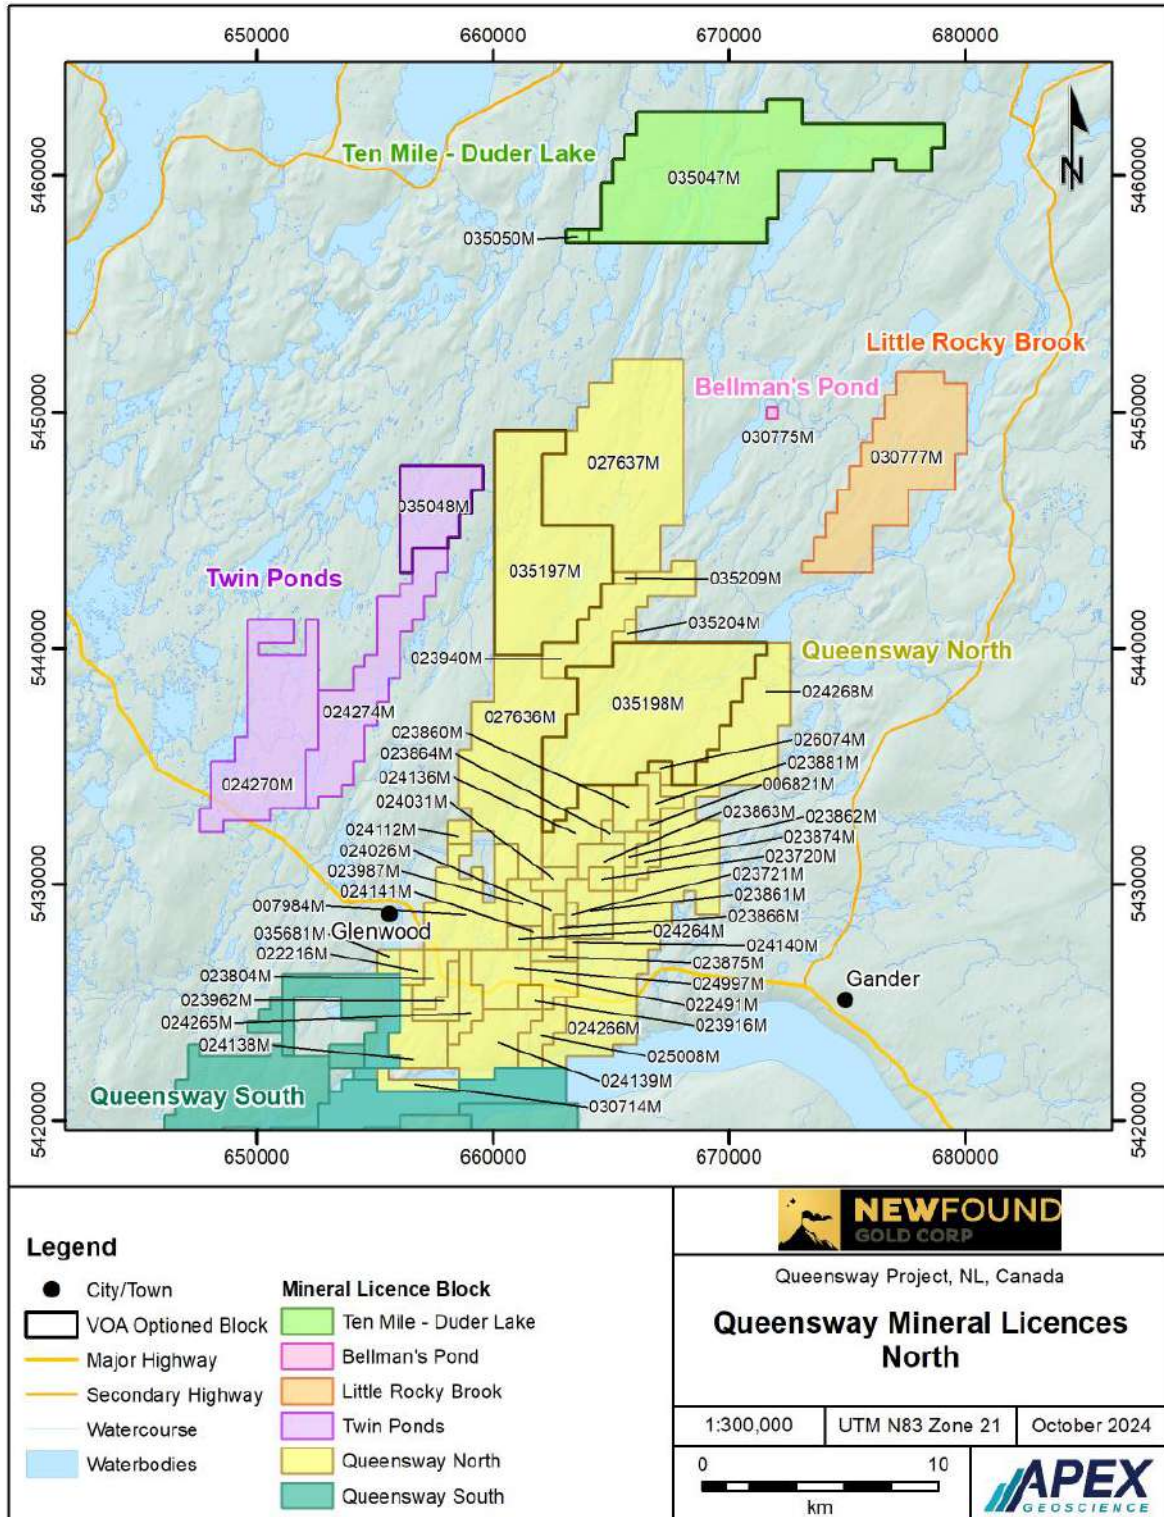 650000 660000 670000 680000
5460000
5450000
5440000
5430000
5420000
5460000
5450000
5440000
5430000
5420000
N
Ten Mile - Duder Lake
035047M
035050M
Little Rocky Brook
Bellman's Pond
030775M
030777M
027637M
035048M
Twin Ponds
035197M
035209M
035204M
023940M
Queensway North
024268M
035198M
027636M
024274M
024270M
023860M
023864M
024136M
024031M
024112M
024026M
023987M
024141M
007984M
Glenwood
035681M
022216M
023804M
023962M
024265M
024138M
026074M
023881M
006821M
023863M
023862M
023874M
023720M
023721M
023861M
023866M
024264M
024140M
023875M
024997M
022491M
023916M
024266M
025008M
024139M
030714M
Gander
Queensway South
650000 660000 670000 680000
Legend
City/Town
VOA Optioned Block
Major Highway
Secondary Highway
Watercourse
Waterbodies
Mineral Licence Block
Ten Mile - Duder Lake
Bellman's Pond
Little Rocky Brook
Twin Ponds
Queensway North
Queensway South
NEWFOUND
GOLD CORP
Queensway Project, NL, Canada
Queensway Mineral Licences
North
1:300,000 UTM N83 Zone 21 October 2024
0 10
km
APEX
GEOSCIENCE